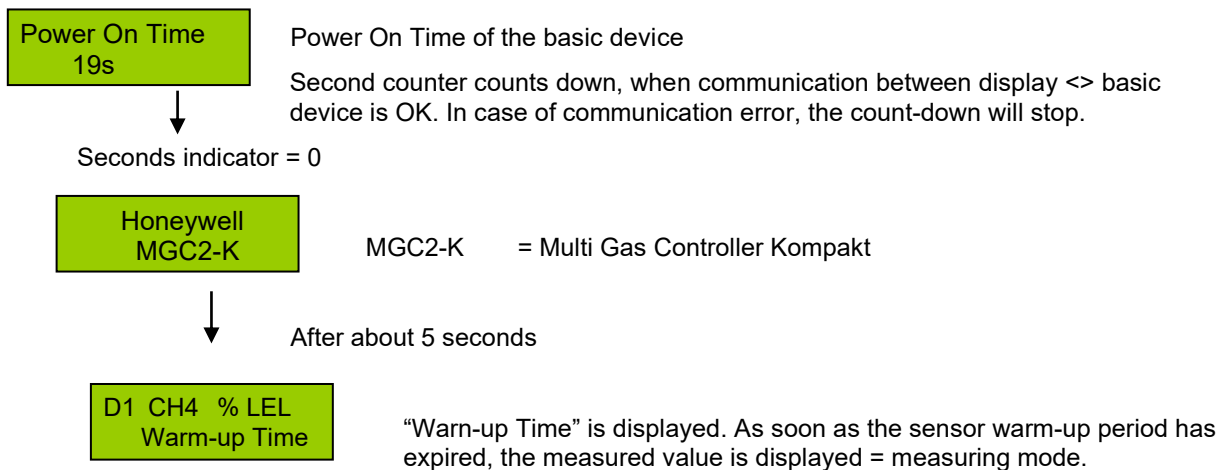 Power On Time
19s
Power On Time of the basic device
Second counter counts down, when communication between display <> basic
device is OK. In case of communication error, the count-down will stop.
Seconds indicator = 0
Honeywell
MGC2-K
MGC2-K = Multi Gas Controller Kompakt
After about 5 seconds
D1 CH4 % LEL
Warm-up Time
“Warn-up Time” is displayed. As soon as the sensor warm-up period has
expired, the measured value is displayed = measuring mode.